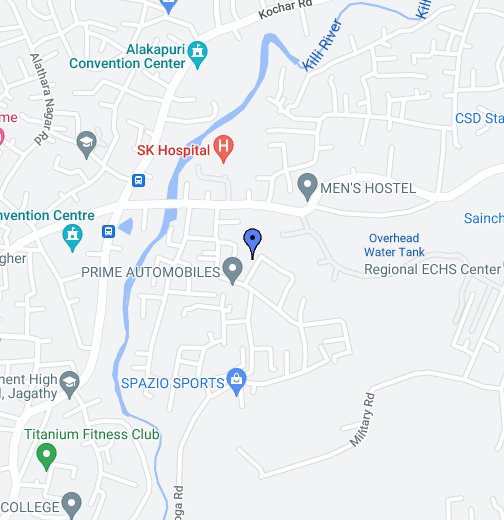 Kochar Rd
Alakapuri
Convention Center
Killi River
Killi
Alathara Nagar Rd
CSD Sta
me
SK Hospital
H
MEN'S HOSTEL
nvention Centre
Sainch
gher
Overhead
Water Tank
PRIME AUTOMOBILES
Regional ECHS Center
ment High
l, Jagathy
SPAZIO SPORTS
Military Rd
Titanium Fitness Club
COLLEGE
oga Rd